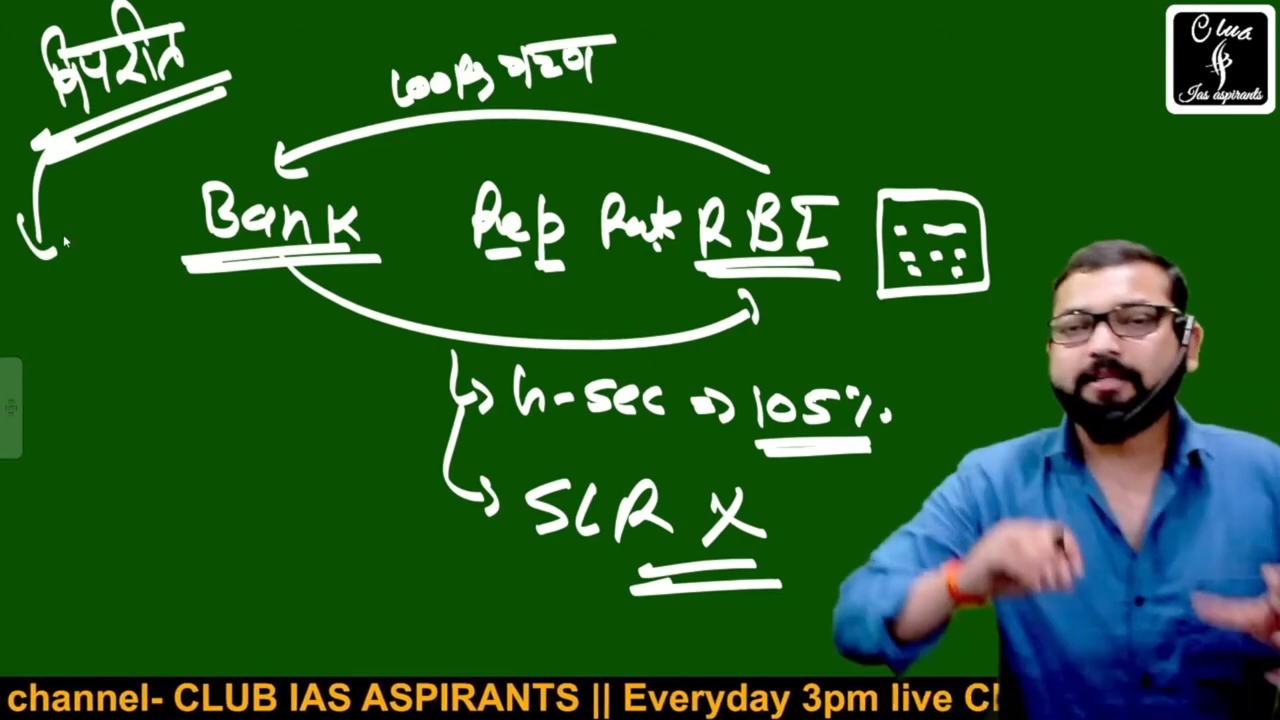 विपरीत
ऋण
Bank Rep Rate RBI
G-sec ⇒ 105%
SLR X
Club
Ias aspirants
channel- CLUB IAS ASPIRANTS || Everyday 3pm live Cl